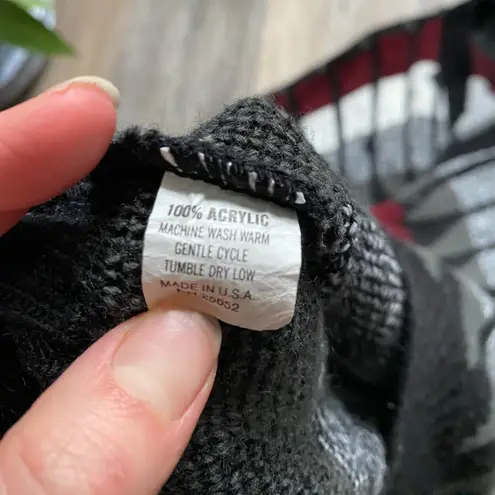 100% ACRYLIC
MACHINE WASH WARM
GENTLE CYCLE
TUMBLE DRY LOW
MADE IN U.S.A.